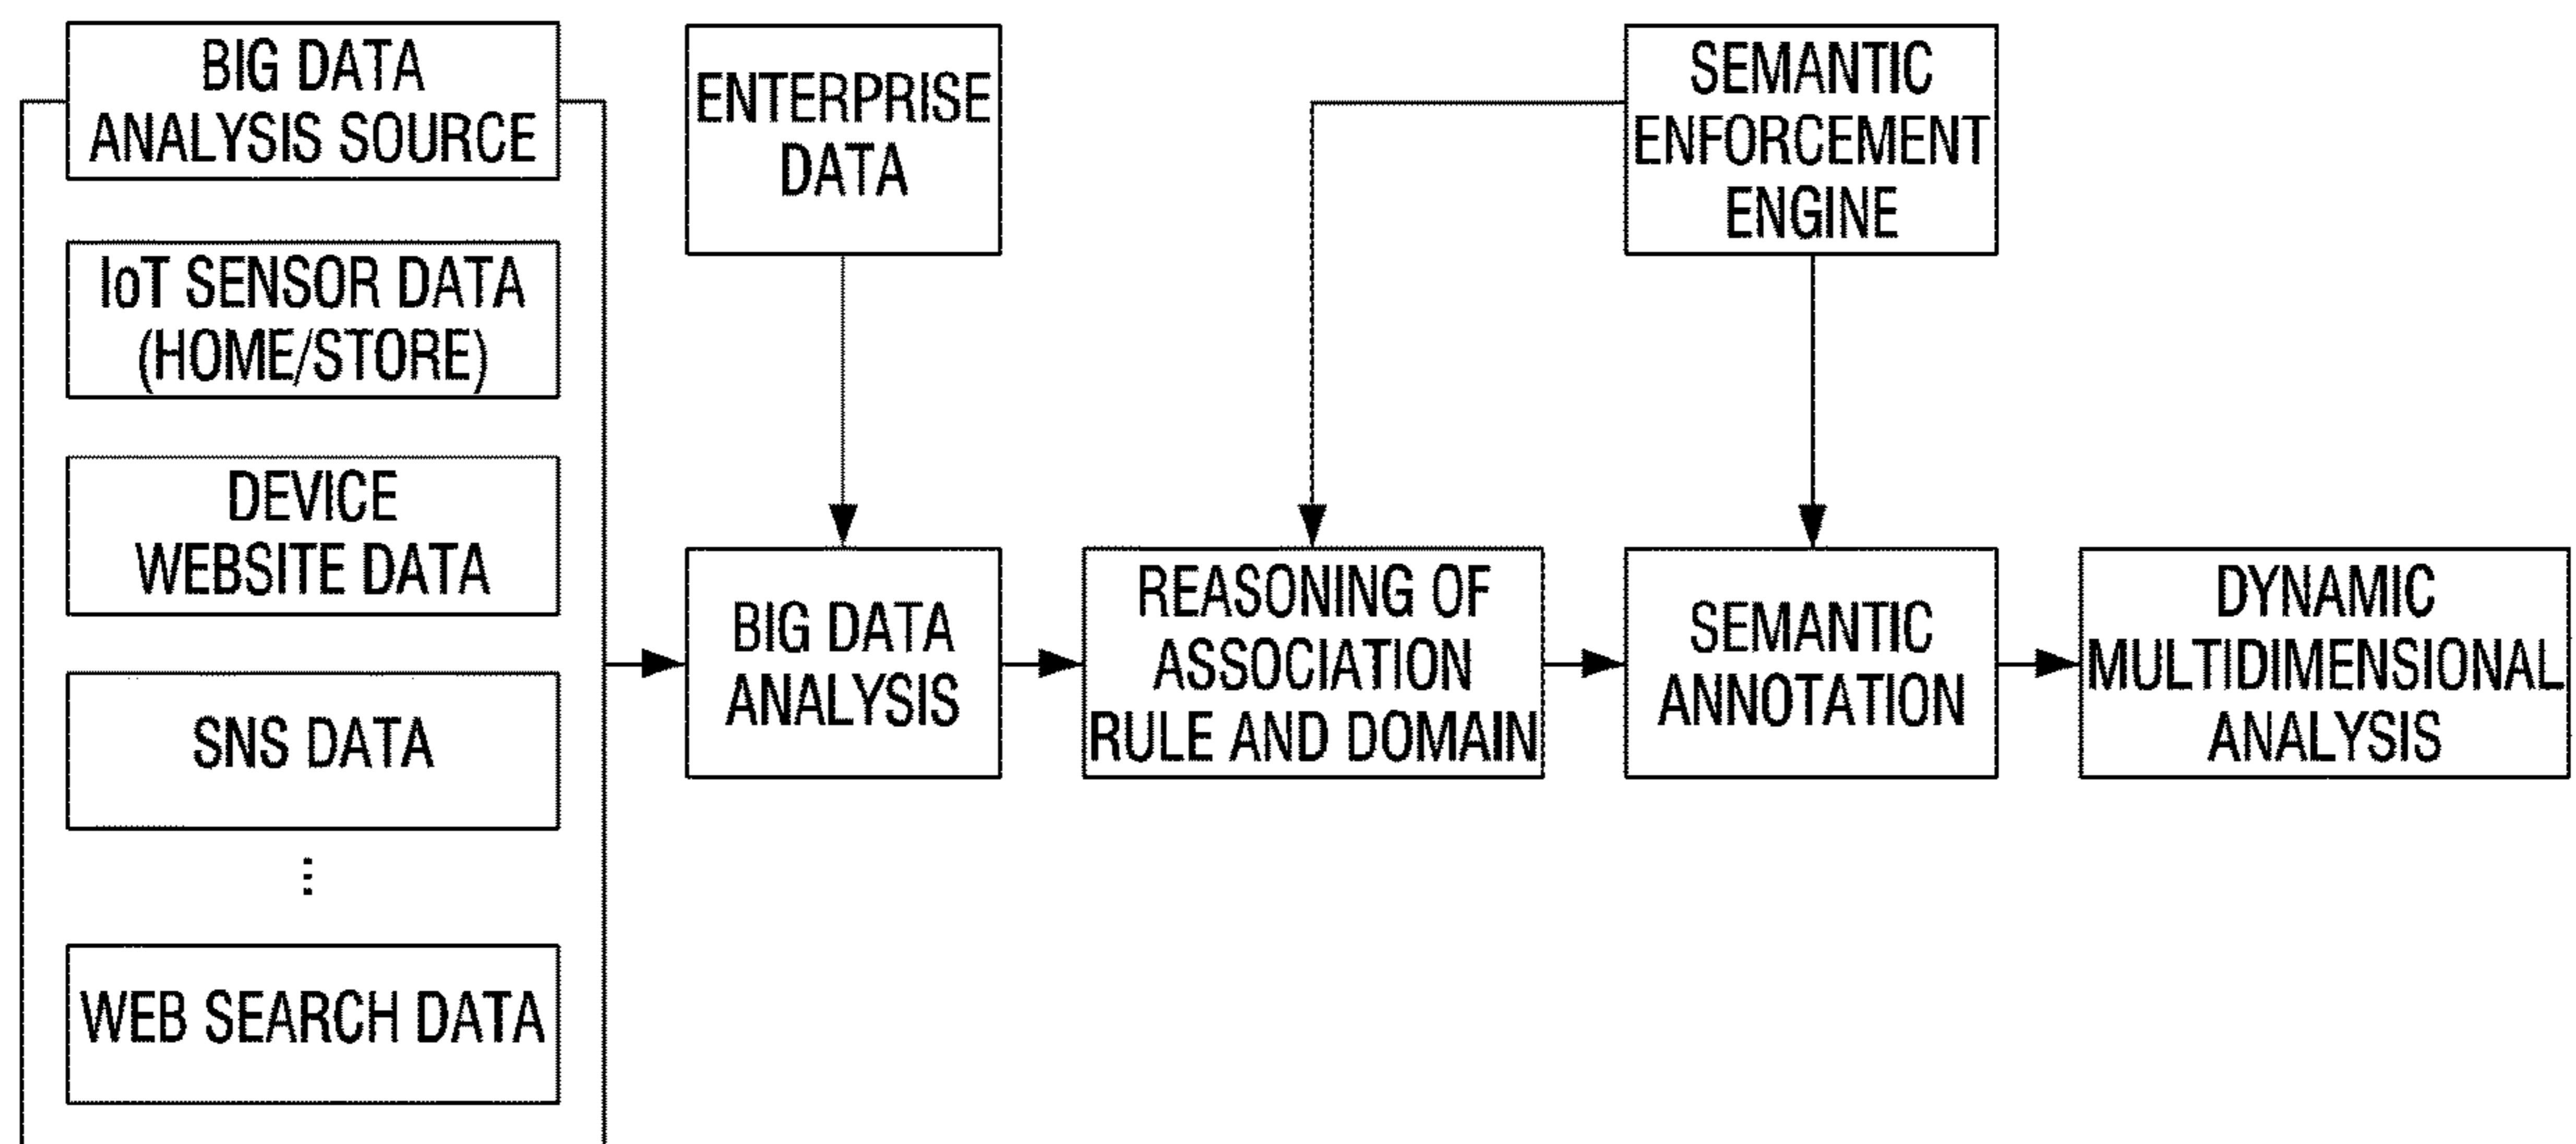 BIG DATA
ANALYSIS SOURCE
IoT SENSOR DATA
(HOME/STORE)
DEVICE
WEBSITE DATA
SNS DATA
⋮
WEB SEARCH DATA
ENTERPRISE
DATA
BIG DATA
ANALYSIS
REASONING OF
ASSOCIATION
RULE AND DOMAIN
SEMANTIC
ENFORCEMENT
ENGINE
SEMANTIC
ANNOTATION
DYNAMIC
MULTIDIMENSIONAL
ANALYSIS